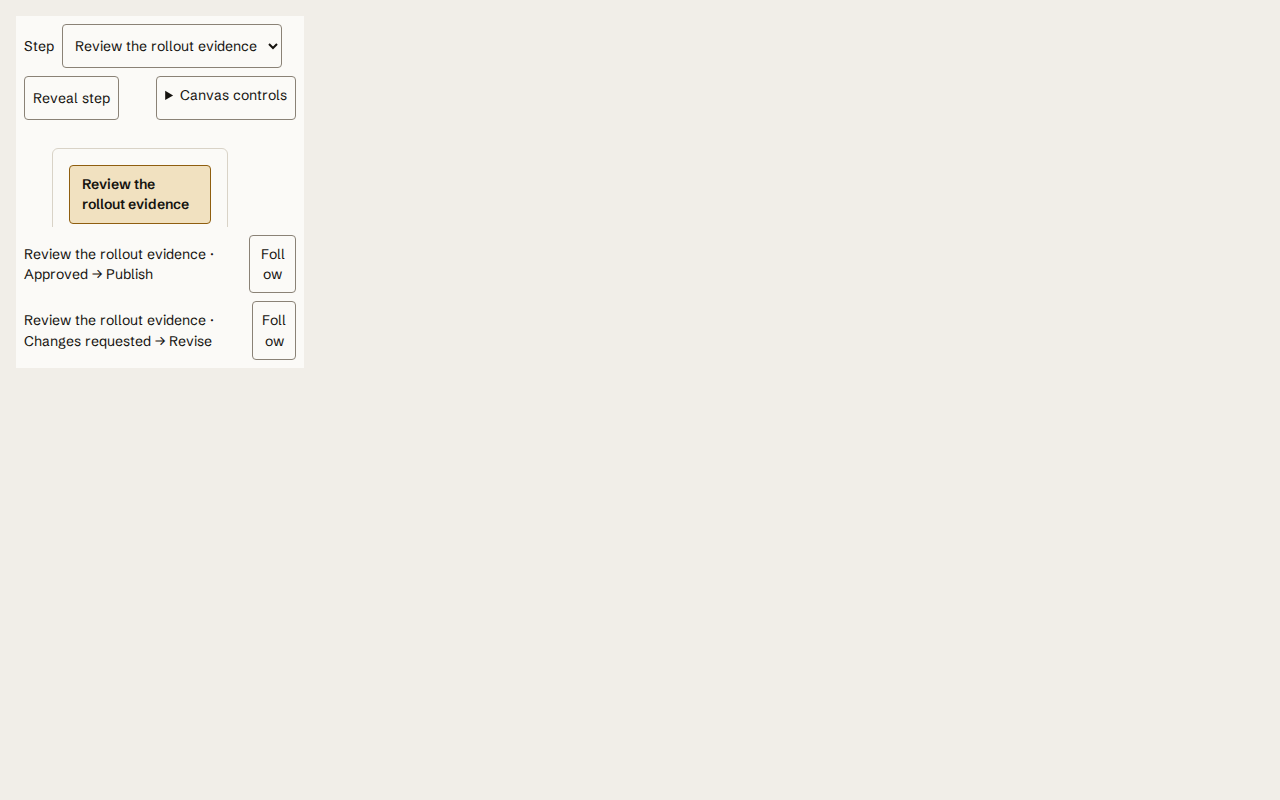 Step
Review the rollout evidence
Reveal step
Canvas controls
Review the
rollout evidence
Review the rollout evidence ·
Approved → Publish
Foll
ow
Review the rollout evidence ·
Changes requested → Revise
Foll
ow